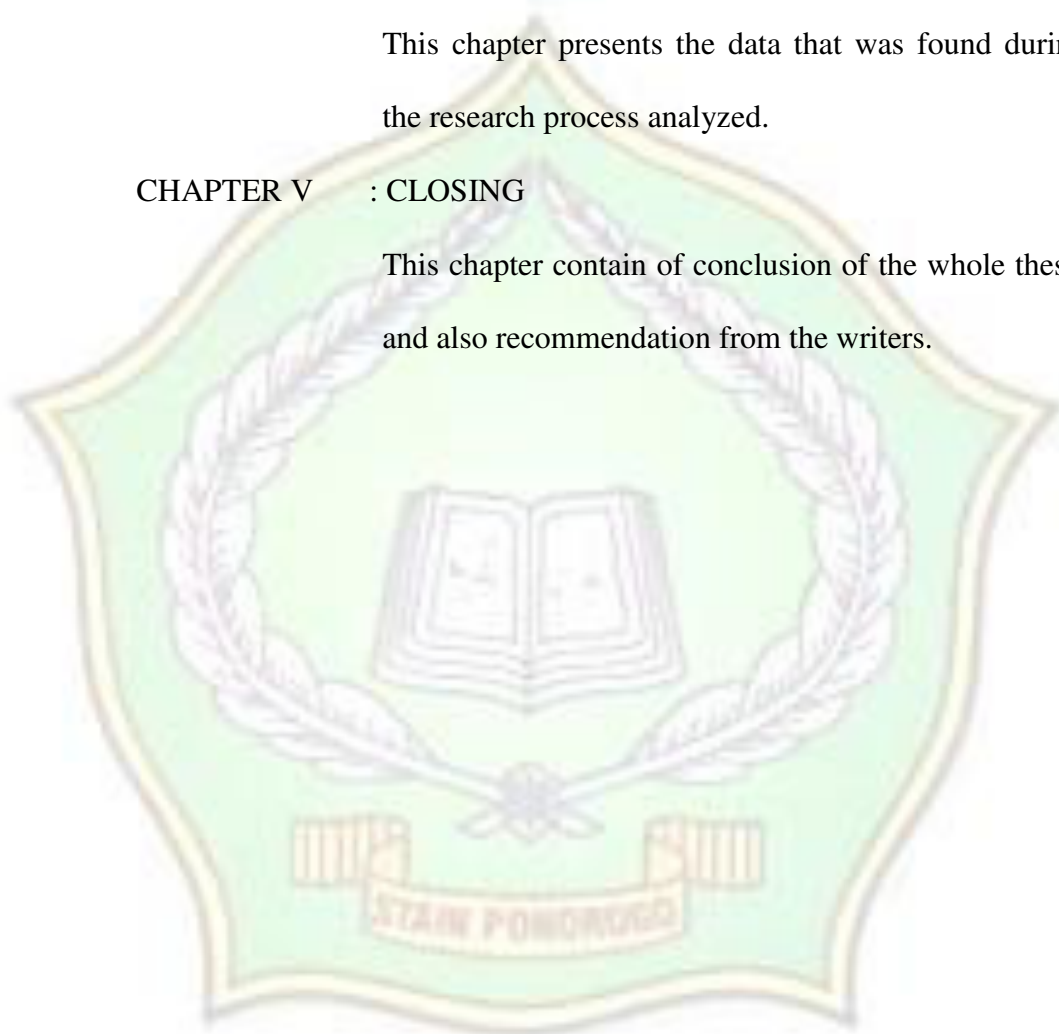 This chapter presents the data that was found durin
the research process analyzed.
CHAPTER V : CLOSING
This chapter contain of conclusion of the whole thes
and also recommendation from the writers.
STAIN PONOROGO